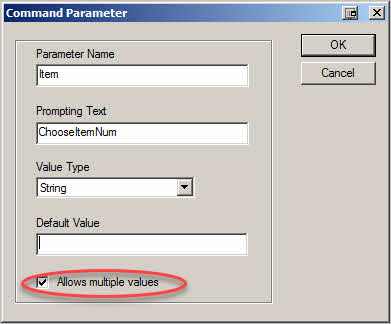 Command Parameter
Parameter Name
Item
OK
Cancel
Prompting Text
ChooseItemNum
Value Type
String
Default Value
Allows multiple values